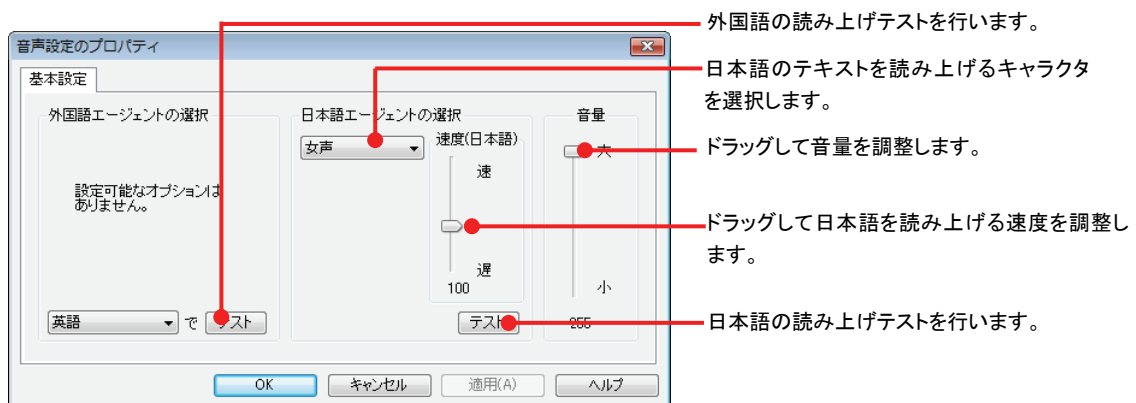 外国語の読み上げテストを行います。
音声設定のプロパティ
基本設定
日本語のテキストを読み上げるキャラクタ
を選択します。
外国語エージェントの選択
日本語エージェントの選択
音量
女声
速度(日本語)
大
ドラッグして音量を調整します。
速
設定可能なオプションは
ありません。
ドラッグして日本語を読み上げる速度を調整し
ます。
遅
100
小
英語
で
テスト
テスト
255
日本語の読み上げテストを行います。
OK
キャンセル
適用(A)
ヘルプ